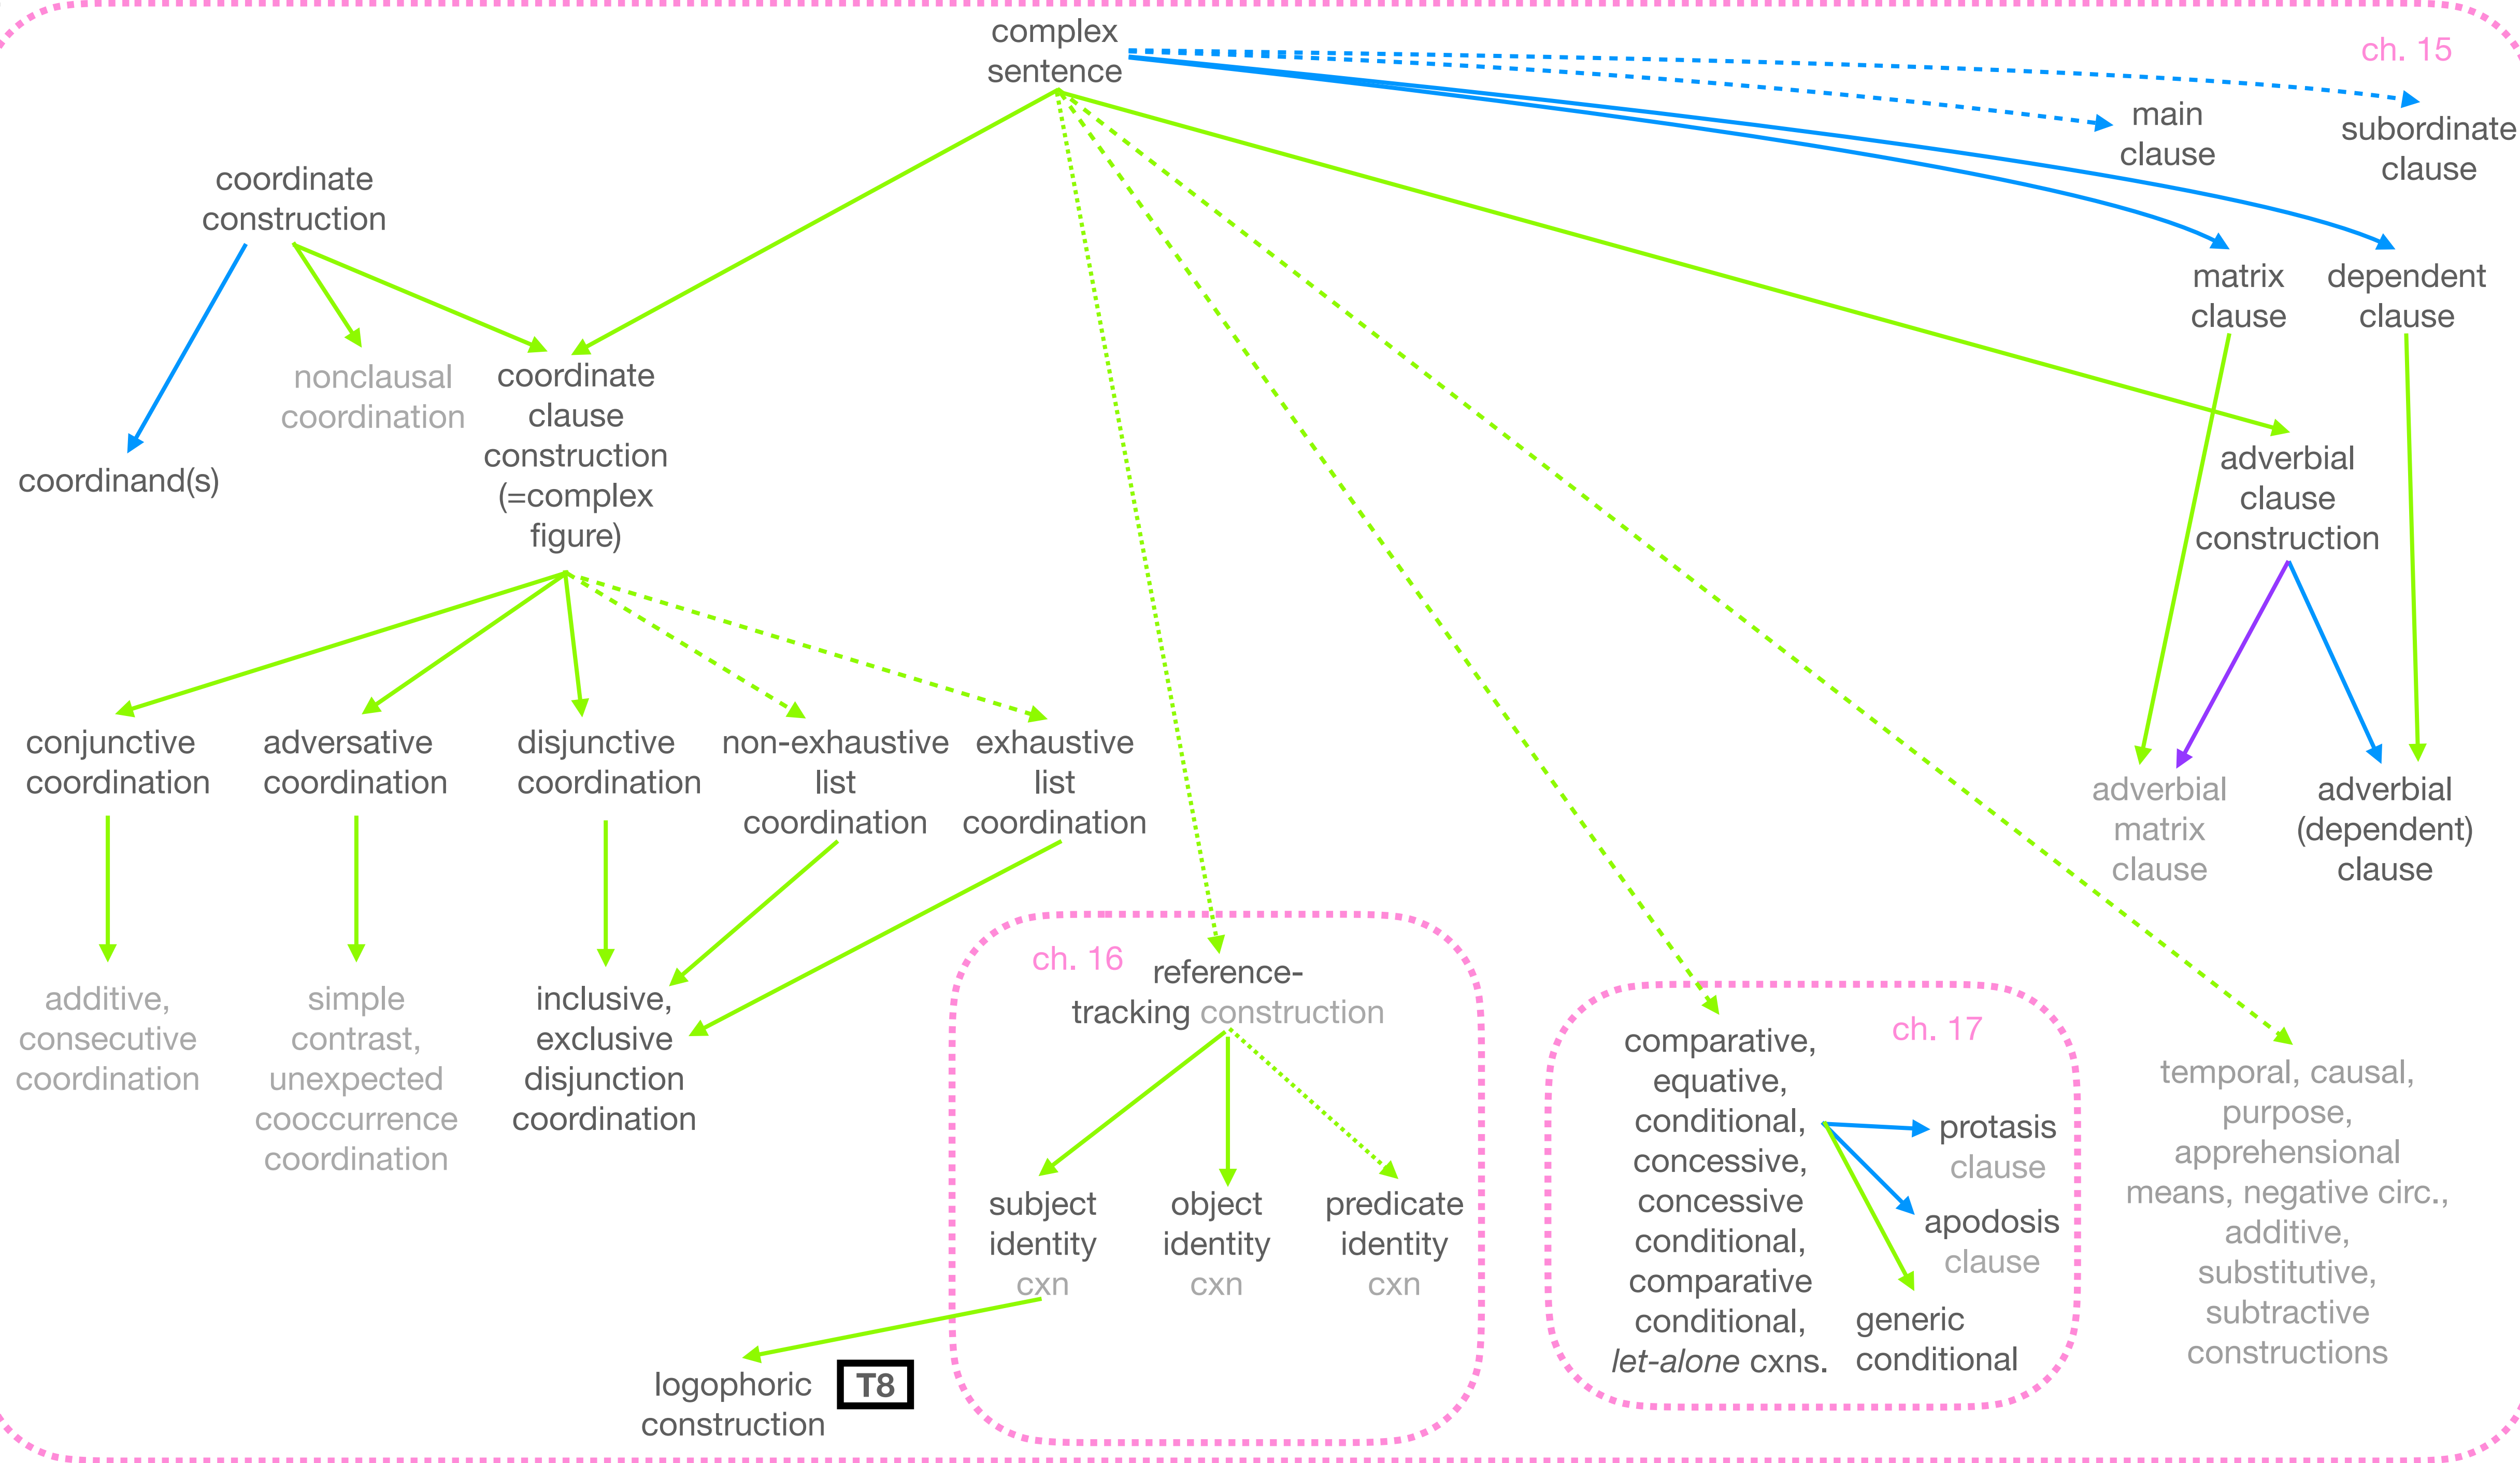 complex
sentence
ch. 15
main
clause
subordinate
clause
coordinate
construction
matrix
clause
dependent
clause
nonclausal
coordination
coordinate
clause
construction
(=complex
figure)
coordinand(s)
adverbial
clause
construction
conjunctive
coordination
adversative
coordination
disjunctive
coordination
non-exhaustive
list
coordination
exhaustive
list
coordination
adverbial
matrix
clause
adverbial
(dependent)
clause
additive,
consecutive
coordination
simple
contrast,
unexpected
cooccurrence
coordination
inclusive,
exclusive
disjunction
coordination
ch. 16
reference-
tracking construction
subject
identity
cxn
object
identity
cxn
predicate
identity
cxn
logophoric
construction
T8
ch. 17
comparative,
equative,
conditional,
concessive,
concessive
conditional,
comparative
conditional,
let-alone cxns.
protasis
clause
apodosis
clause
generic
conditional
temporal, causal,
purpose,
apprehensional
means, negative circ.,
additive,
substitutive,
subtractive
constructions